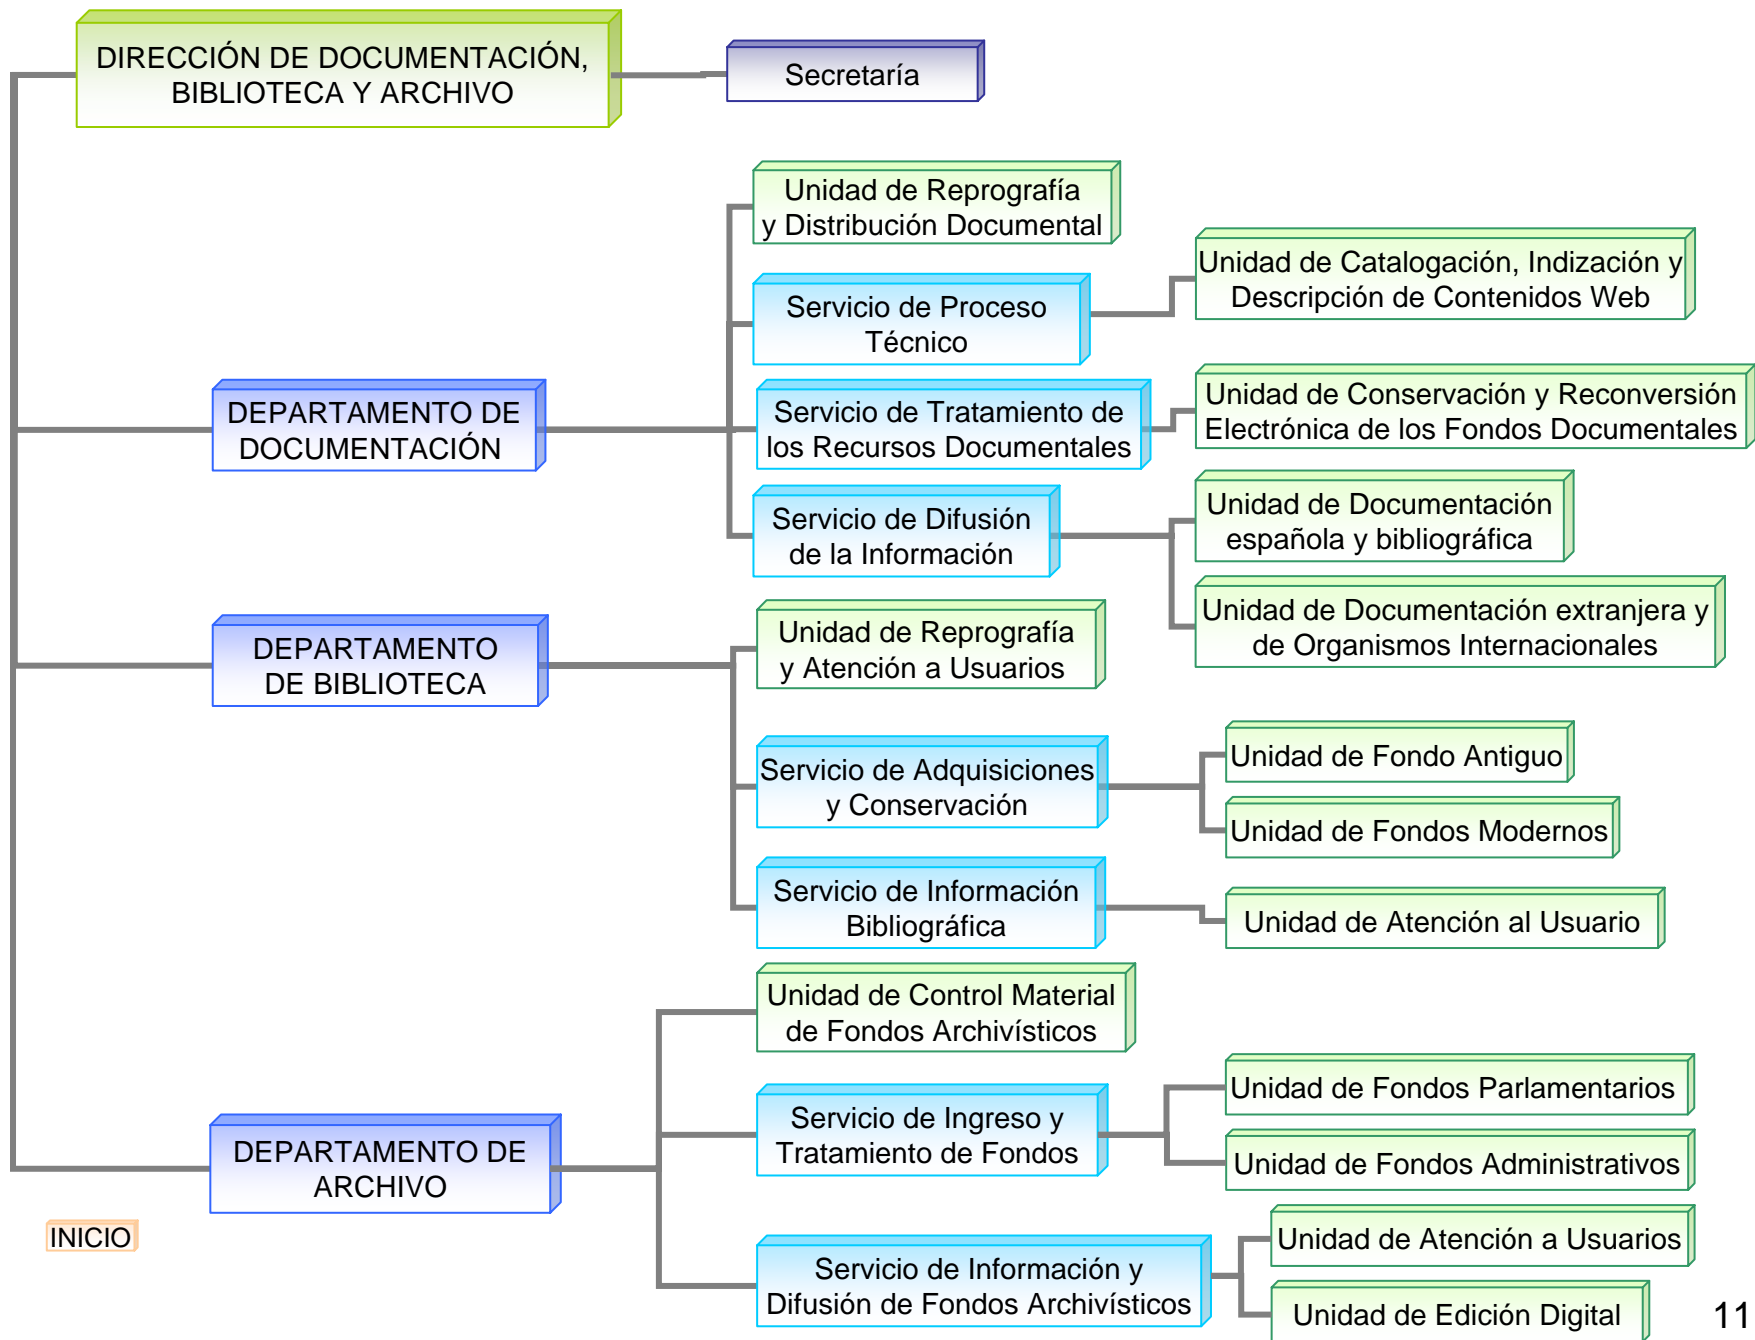 DIRECCIÓN DE DOCUMENTACIÓN,
BIBLIOTECA Y ARCHIVO
Secretaría
DEPARTAMENTO DE
DOCUMENTACIÓN
Unidad de Reprografía
y Distribución Documental
Servicio de Proceso
Técnico
Unidad de Catalogación, Indización y
Descripción de Contenidos Web
Servicio de Tratamiento de
los Recursos Documentales
Unidad de Conservación y Reconversión
Electrónica de los Fondos Documentales
Servicio de Difusión
de la Información
Unidad de Documentación
española y bibliográfica
Unidad de Documentación extranjera y
de Organismos Internacionales
DEPARTAMENTO
DE BIBLIOTECA
Unidad de Reprografía
y Atención a Usuarios
Servicio de Adquisiciones
y Conservación
Unidad de Fondo Antiguo
Unidad de Fondos Modernos
Servicio de Información
Bibliográfica
Unidad de Atención al Usuario
DEPARTAMENTO DE
ARCHIVO
Unidad de Control Material
de Fondos Archivísticos
Servicio de Ingreso y
Tratamiento de Fondos
Unidad de Fondos Parlamentarios
Unidad de Fondos Administrativos
Servicio de Información y
Difusión de Fondos Archivísticos
Unidad de Atención a Usuarios
Unidad de Edición Digital
INICIO
11